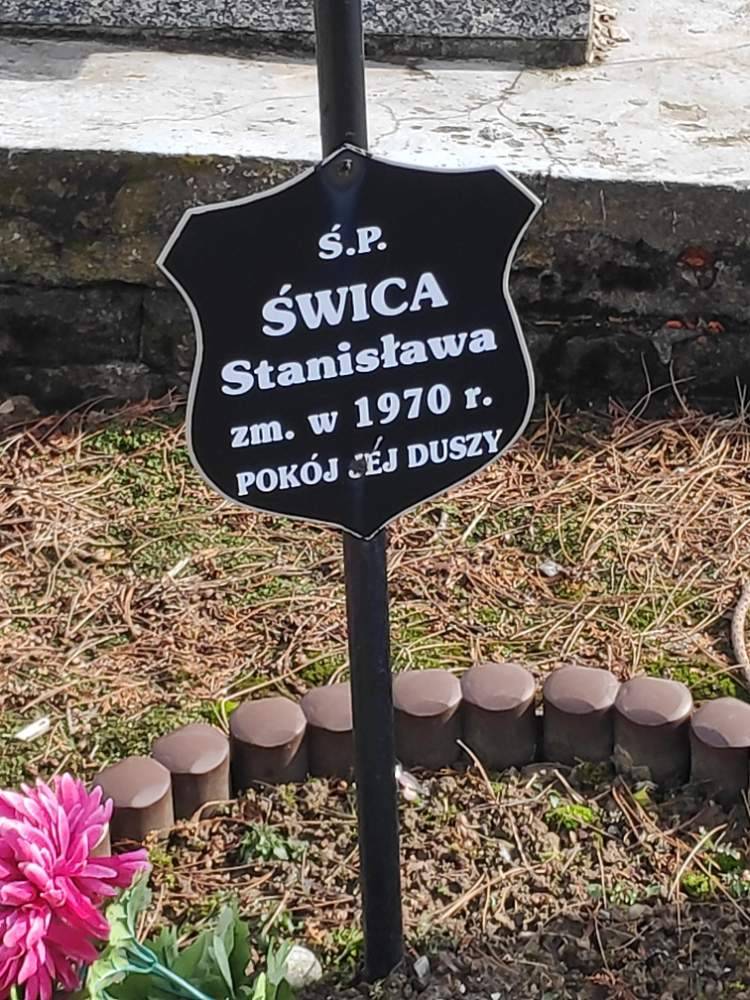 Ś.P.
ŚWICA
Stanisława
zm. w 1970 r.
POKÓJ JEJ DUSZY